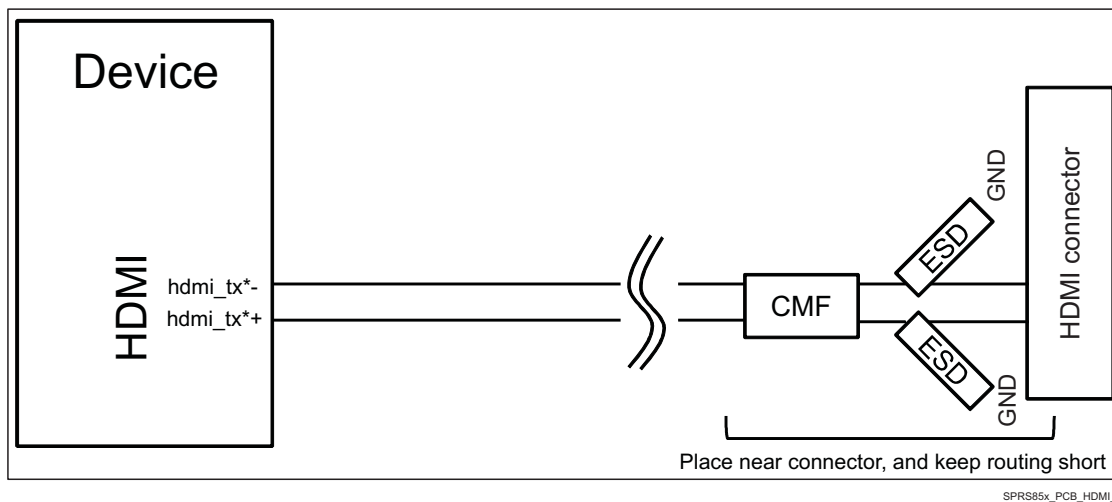 Device
HDMI
hdmi_tx*-
hdmi_tx*+
CMF
ESD
GND
ESD
GND
HDMI connector
Place near connector, and keep routing short
SPRS85x_PCB_HDMI_